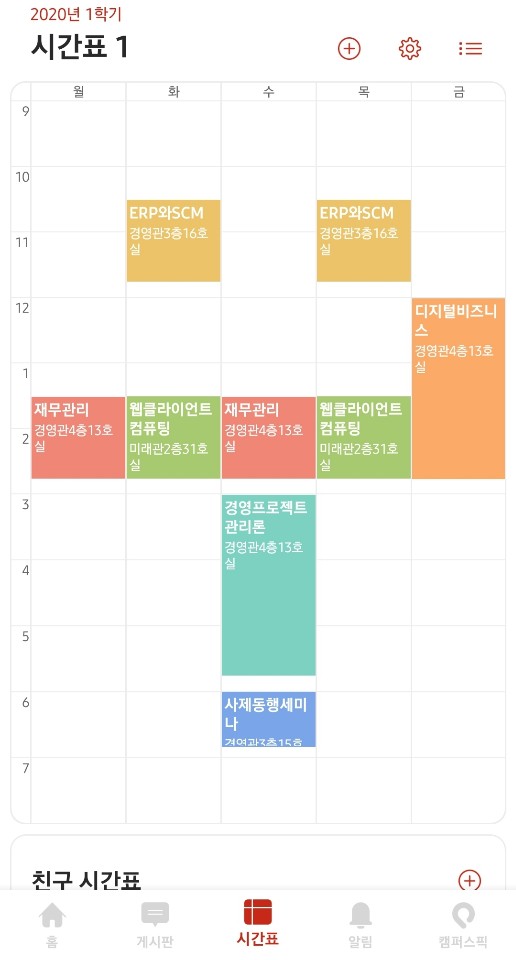 2020년 1학기
시간표 1
월 화 수 목 금
9
10
11
12
1
2
3
4
5
6
7
ERP와SCM
경영관3층16호
실
ERP와SCM
경영관3층16호
실
디지털비즈니
스
경영관4층13호
실
재무관리
경영관4층13호
실
웹클라이언트
컴퓨팅
미래관2층31호
실
재무관리
경영관4층13호
실
웹클라이언트
컴퓨팅
미래관2층31호
실
경영프로젝트
관리론
경영관4층13호
실
사제동행세미
나
경영관3층15호
친구 시간표
홈 게시판 시간표 알림 캠퍼스픽